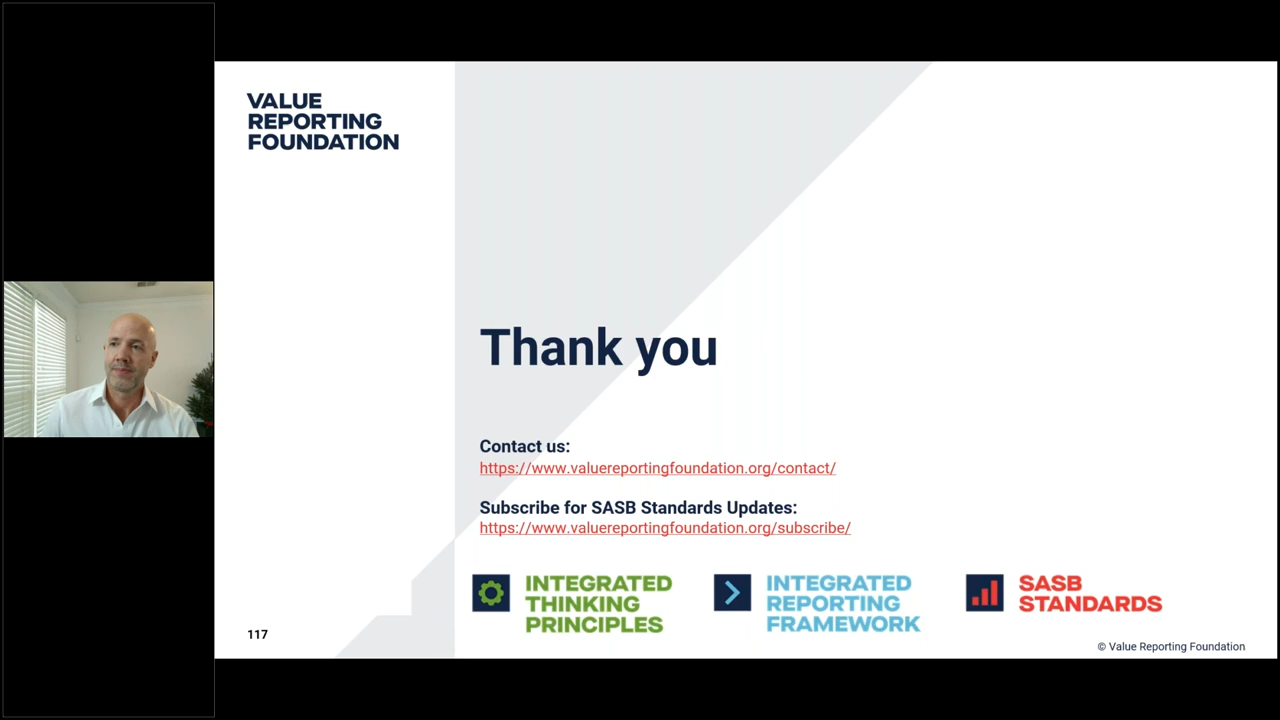 VALUE
REPORTING
FOUNDATION
Thank you
Contact us:
https://www.valuereportingfoundation.org/contact/
Subscribe for SASB Standards Updates:
https://www.valuereportingfoundation.org/subscribe/
INTEGRATED
THINKING
PRINCIPLES
INTEGRATED
REPORTING
FRAMEWORK
SASB
STANDARDS
117
© Value Reporting Foundation